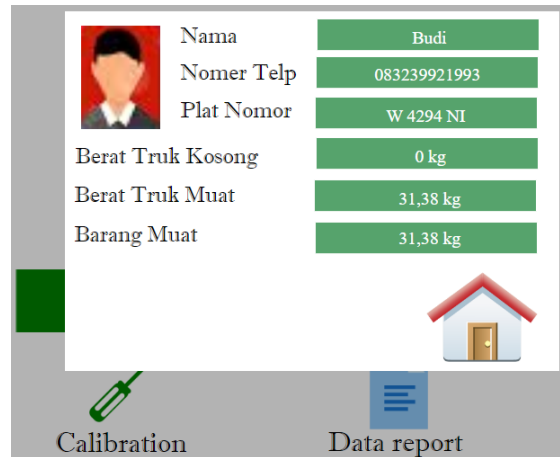 Nama Budi
Nomer Telp 083239921993
Plat Nomor W 4294 NI
Berat Truk Kosong 0 kg
Berat Truk Muat 31,38 kg
Barang Muat 31,38 kg
Calibration Data report